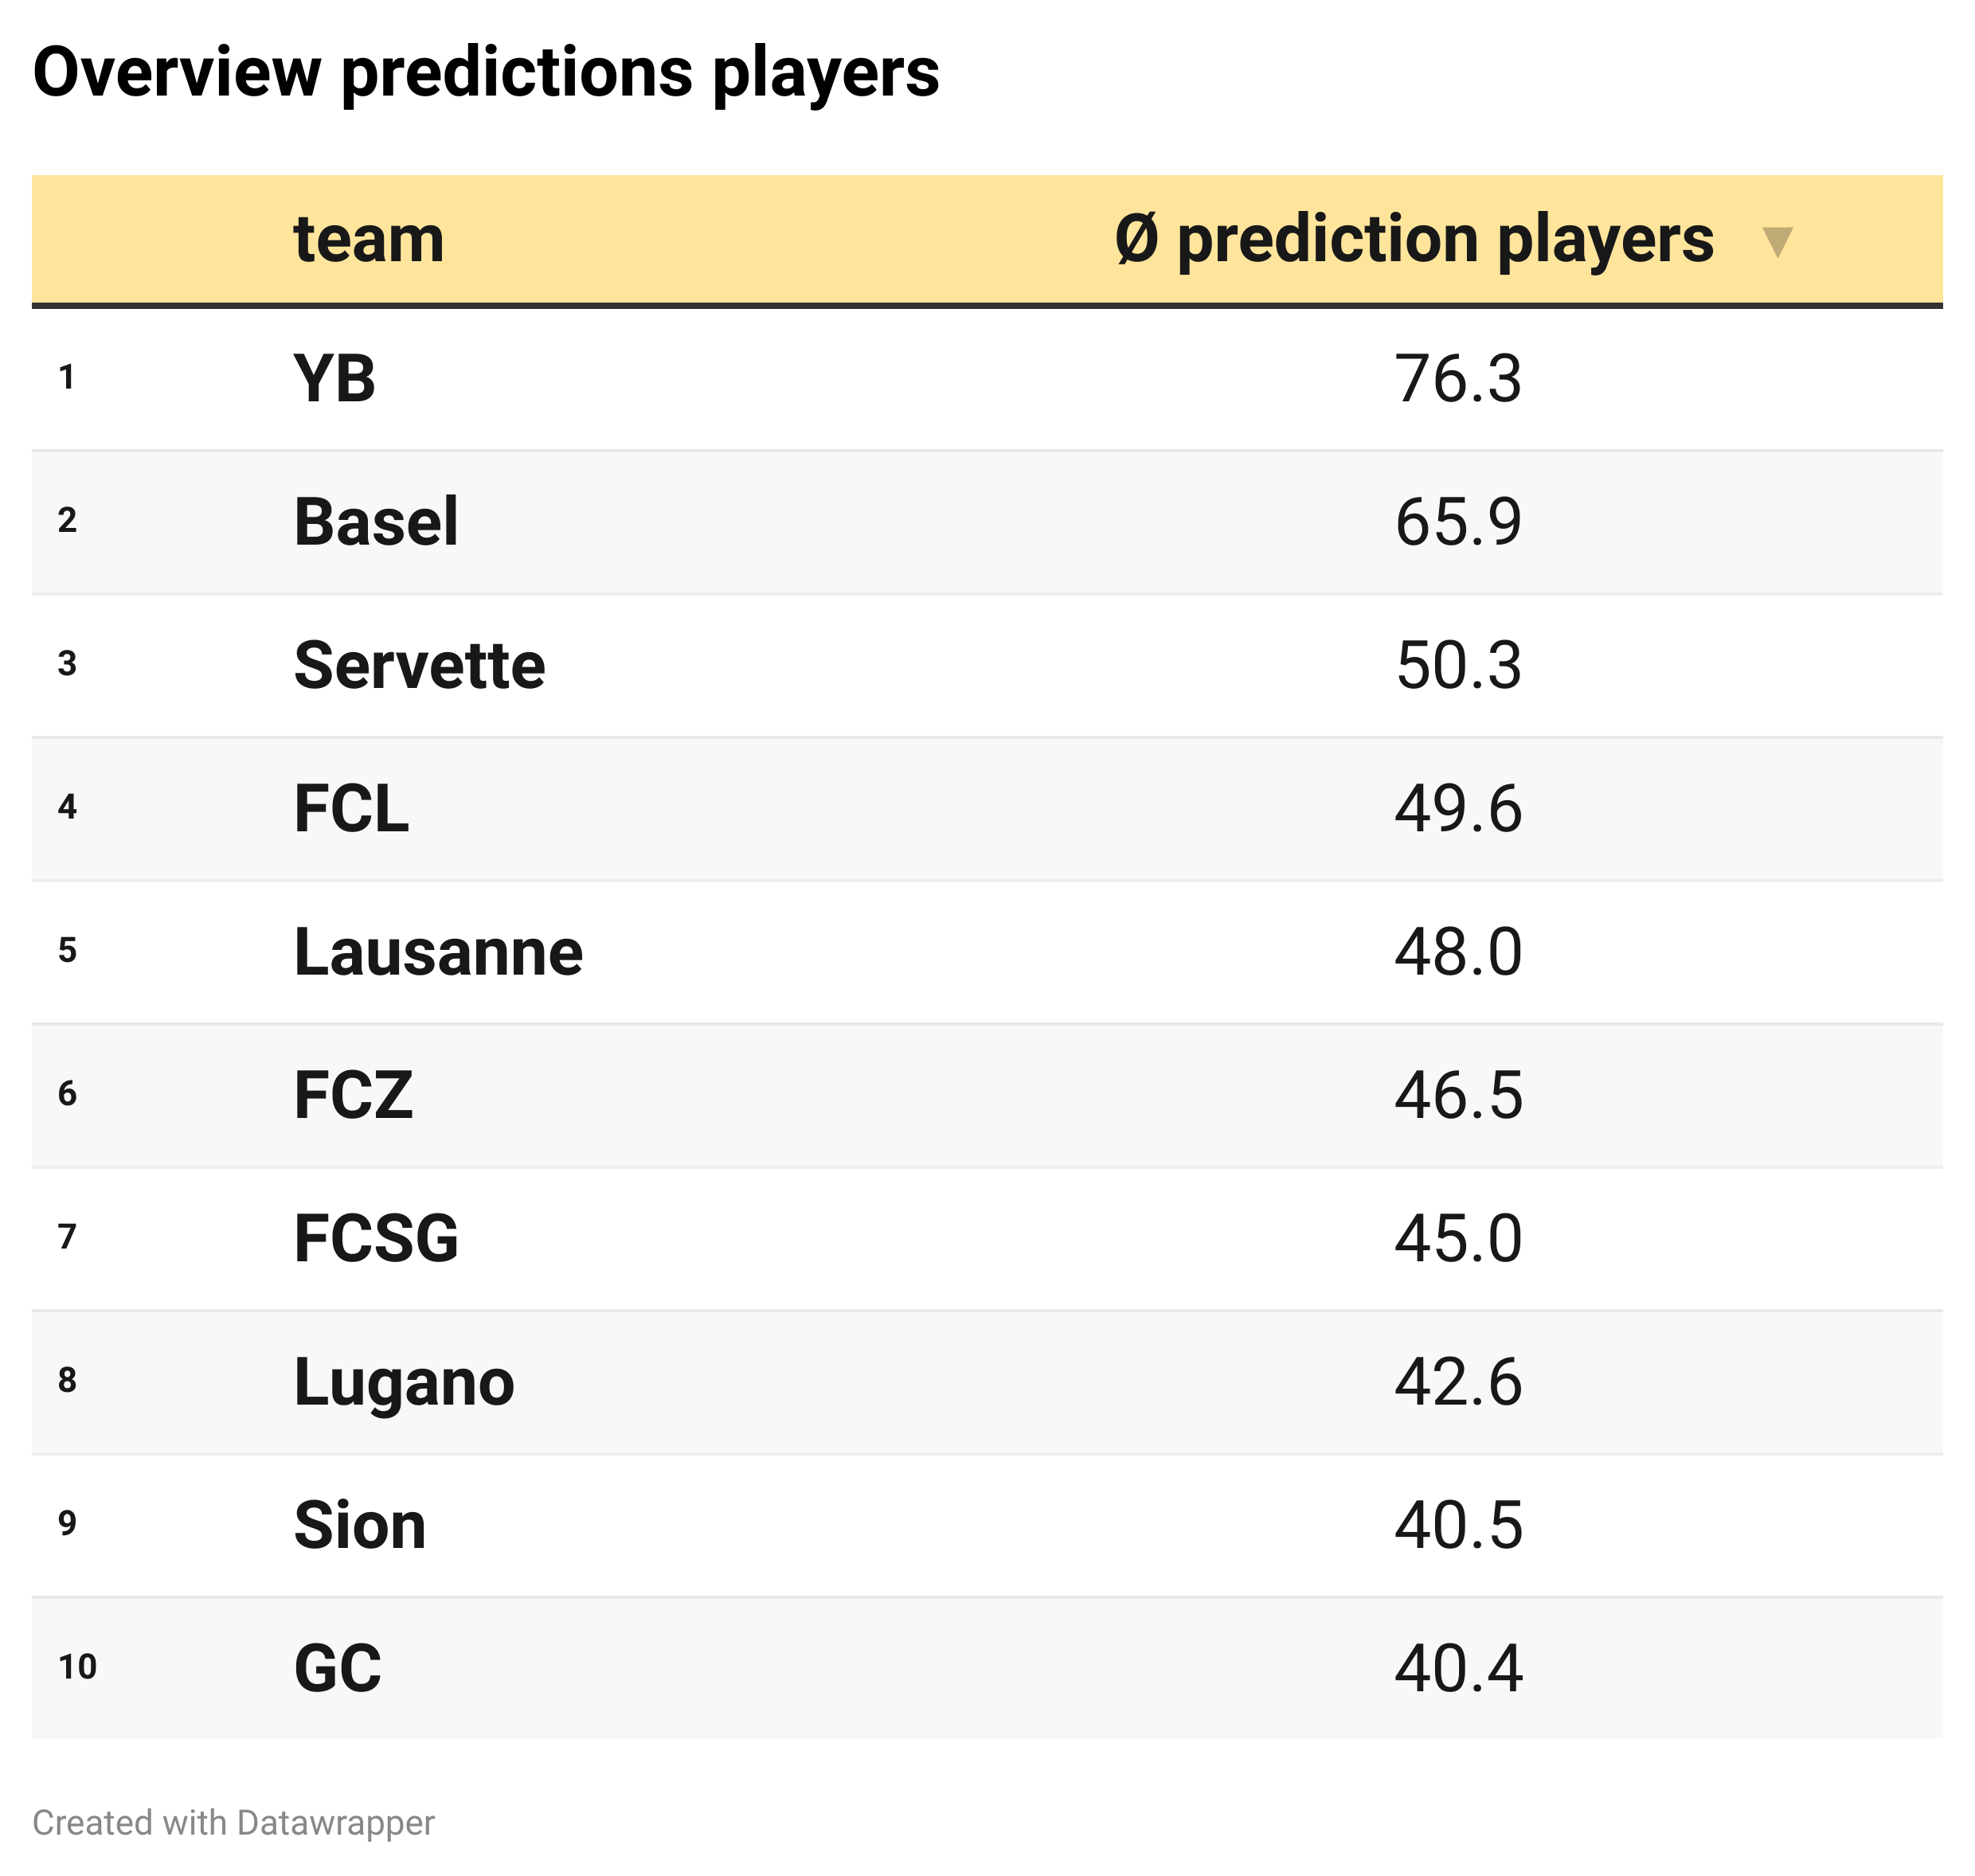 Overview predictions players
team Ø prediction players ▼
1 YB 76.3
2 Basel 65.9
3 Servette 50.3
4 FCL 49.6
5 Lausanne 48.0
6 FCZ 46.5
7 FCSG 45.0
8 Lugano 42.6
9 Sion 40.5
10 GC 40.4
Created with Datawrapper